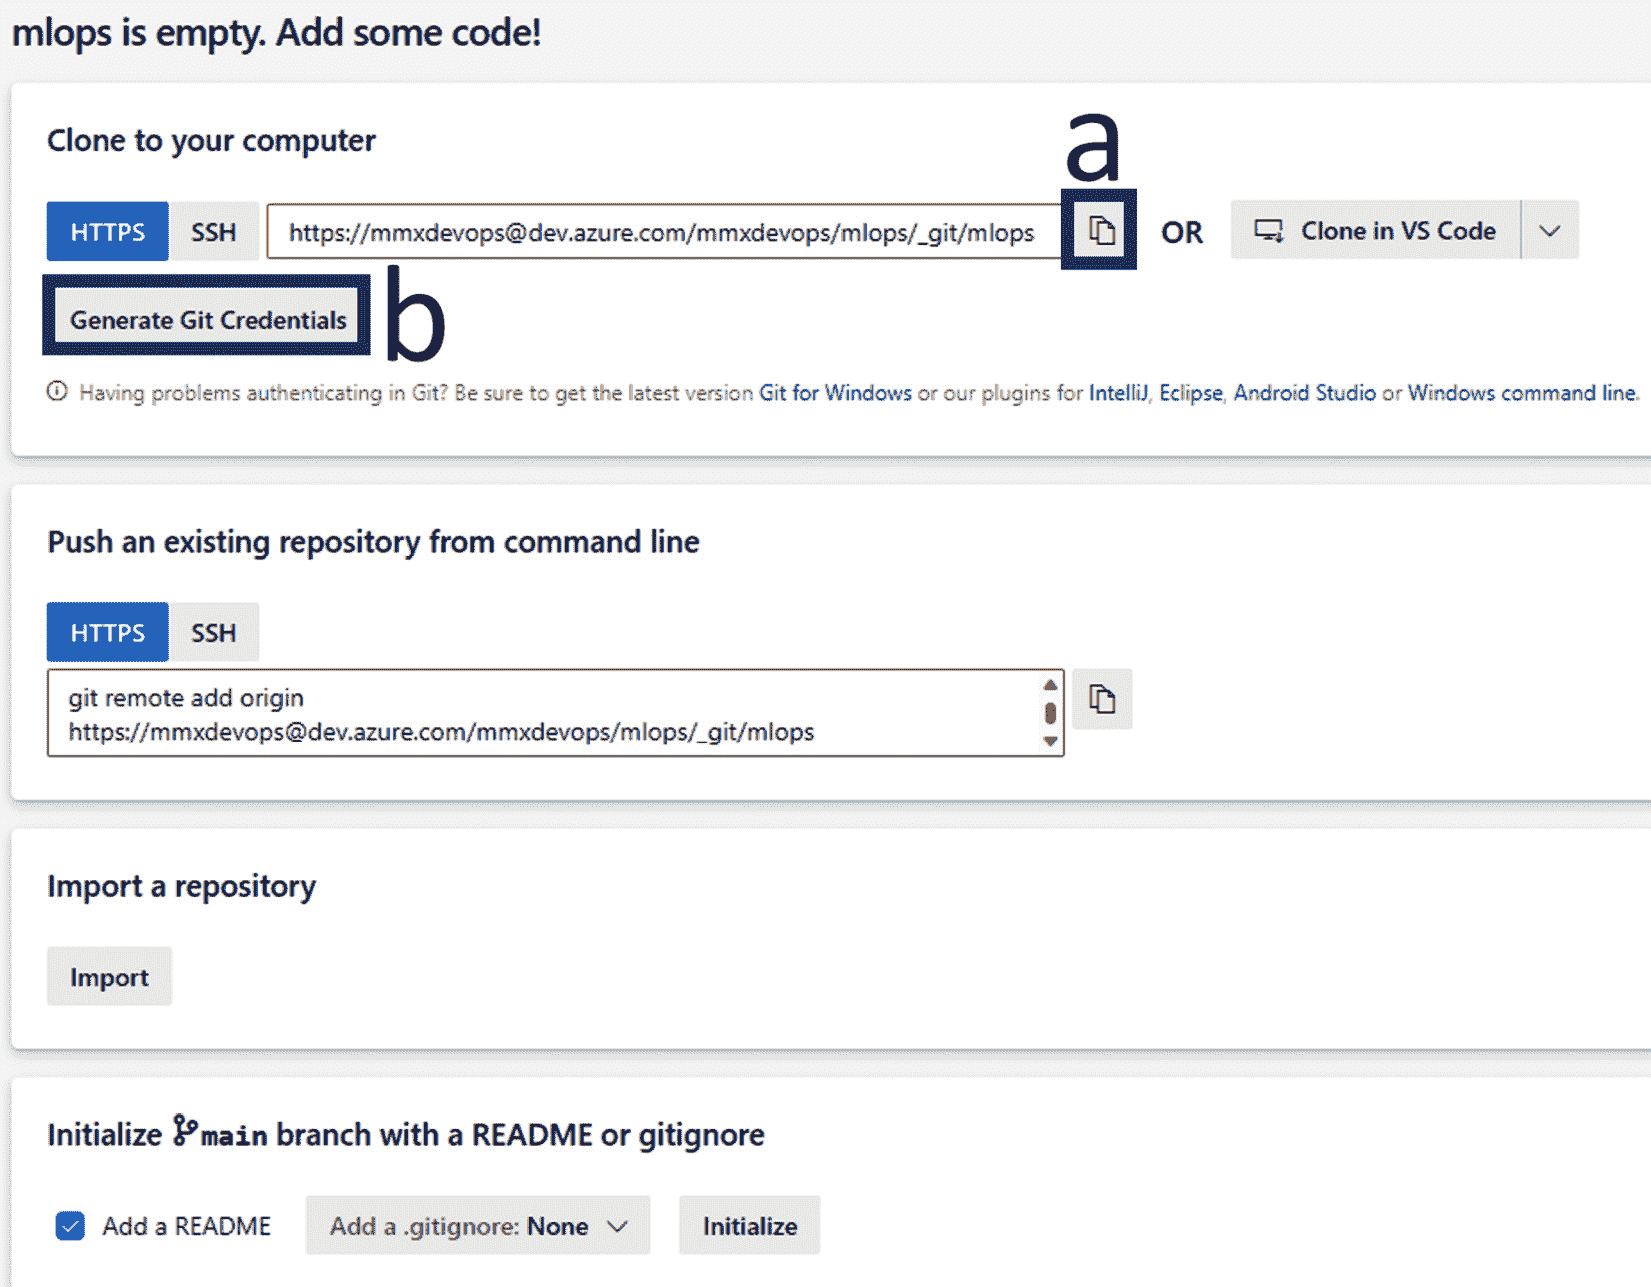 mlops is empty. Add some code!
Clone to your computer
a
HTTPS SSH https://mmxdevops@dev.azure.com/mmxdevops/mlops/_git/mlops OR Clone in VS Code
Generate Git Credentials b
Having problems authenticating in Git? Be sure to get the latest version Git for Windows or our plugins for IntelliJ, Eclipse, Android Studio or Windows command line.
Push an existing repository from command line
HTTPS SSH
git remote add origin
https://mmxdevops@dev.azure.com/mmxdevops/mlops/_git/mlops
Import a repository
Import
Initialize main branch with a README or gitignore
Add a README Add a .gitignore: None Initialize